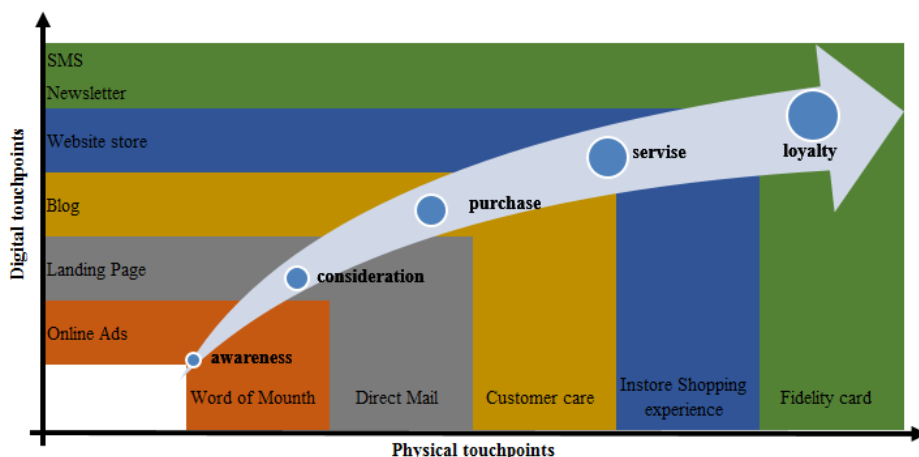 SMS
Newsletter
Website store
servise
loyalty
Blog
purchase
Landing Page
consideration
Online Ads
awareness
Word of Mounth
Direct Mail
Customer care
Instore Shopping
experience
Fidelity card
Digital touchpoints
Physical touchpoints